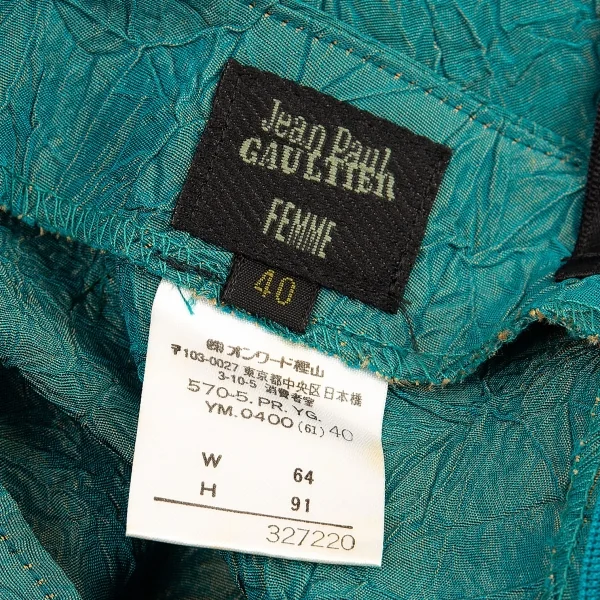 Jean Paul
GAULTIER
FEMME
40
㈱オンワード樫山
〒103-0027 東京都中央区日本橋
3-10-5 消費者室
570-5. PR. YG.
YM.0400 (61) 40
W 64
H 91
327220